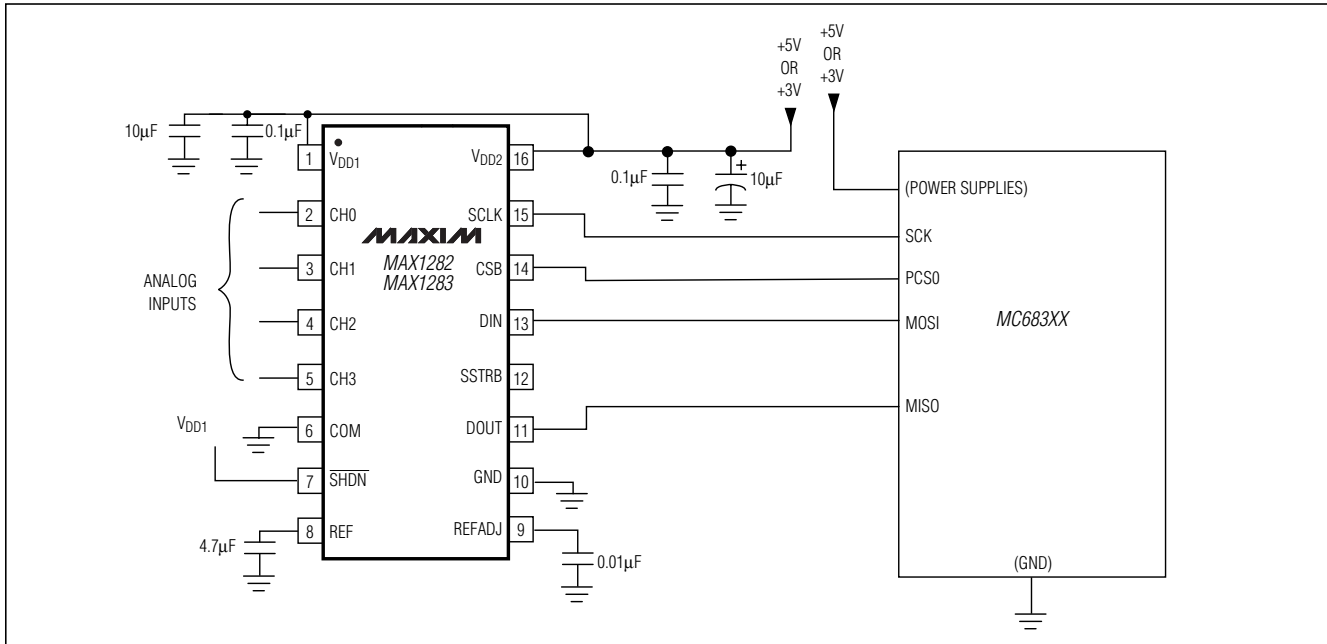 +5V
OR
+3V
+5V
OR
+3V
10µF
0.1µF
1
VDD1
VDD2
16
0.1µF
+
10µF
(POWER SUPPLIES)
2
CH0
SCLK
15
SCK
MAXIM
MAX1282
MAX1283
3
CH1
CSB
14
PCS0
ANALOG
INPUTS
4
CH2
DIN
13
MOSI
MC683XX
5
CH3
SSTRB
12
MISO
VDD1
6
COM
DOUT
11
7
SHDN
GND
10
8
REF
REFADJ
9
4.7µF
0.01µF
(GND)